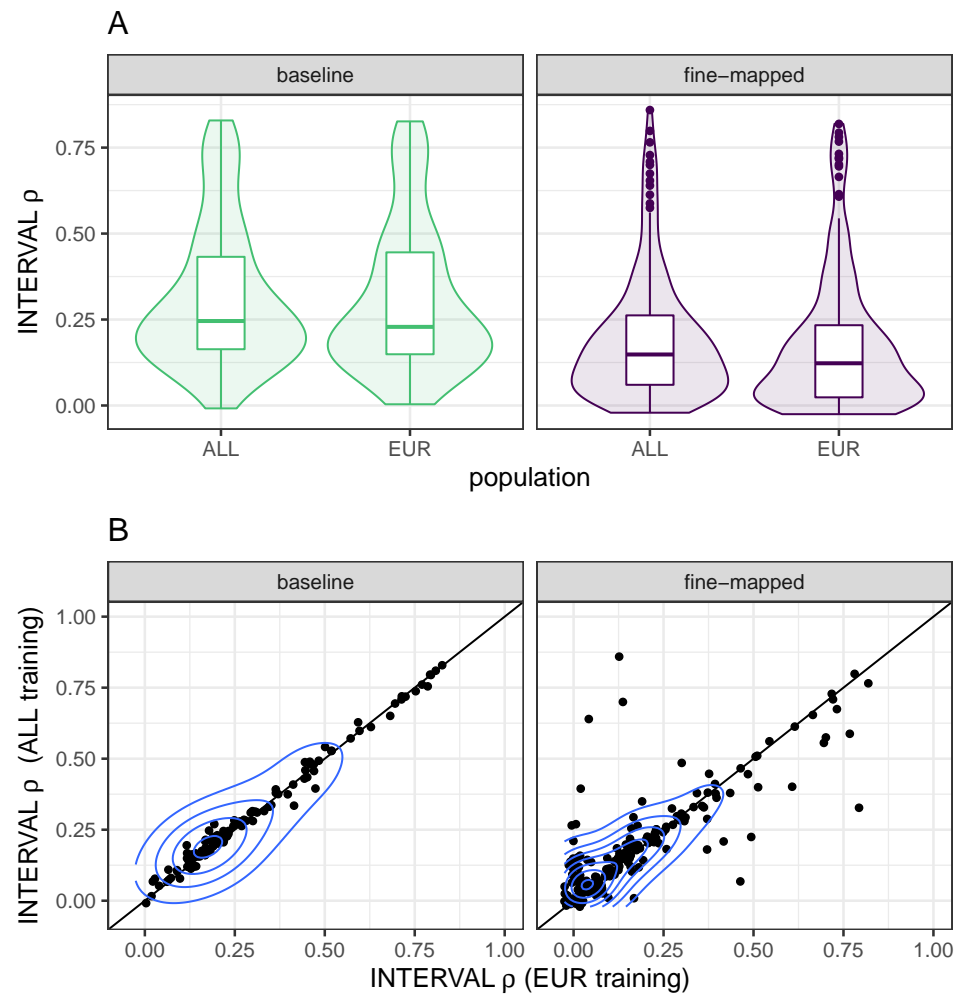 A
baseline
fine−mapped
INTERVAL ρ
0.75
0.50
0.25
0.00
ALL
EUR
ALL
EUR
population
B
baseline
fine−mapped
INTERVAL ρ (ALL training)
1.00
0.75
0.50
0.25
0.00
0.00
0.25
0.50
0.75
1.00
0.00
0.25
0.50
0.75
1.00
INTERVAL ρ (EUR training)